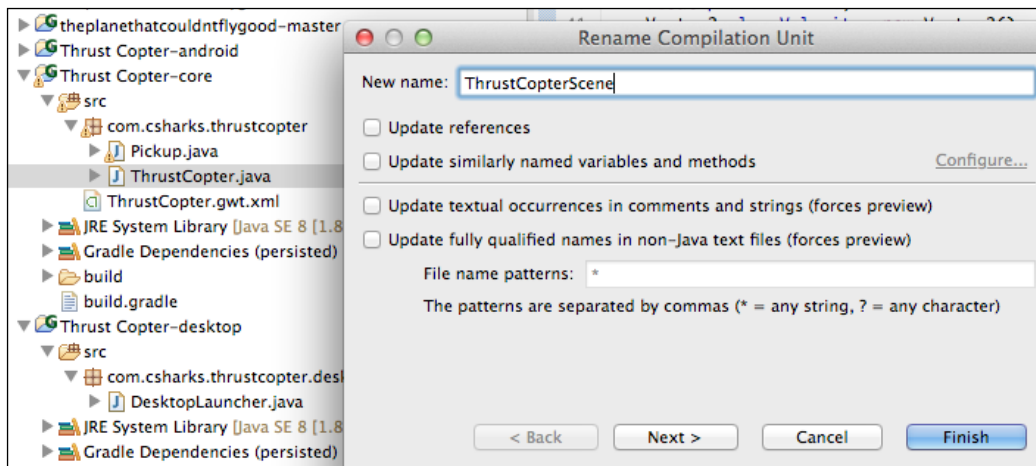 theplanethatcouldntflygood-master
Thrust Copter-android
Thrust Copter-core
src
com.csharks.thrustcopter
Pickup.java
ThrustCopter.java
ThrustCopter.gwt.xml
JRE System Library [Java SE 8 [1.8
Gradle Dependencies (persisted)
build
build.gradle
Thrust Copter-desktop
src
com.csharks.thrustcopter.desk
DesktopLauncher.java
JRE System Library [Java SE 8 [1.8
Gradle Dependencies (persisted)
Rename Compilation Unit
New name: ThrustCopterScene
Update references
Update similarly named variables and methods Configure...
Update textual occurrences in comments and strings (forces preview)
Update fully qualified names in non-Java text files (forces preview)
File name patterns: *
The patterns are separated by commas (* = any string, ? = any character)
< Back Next > Cancel Finish